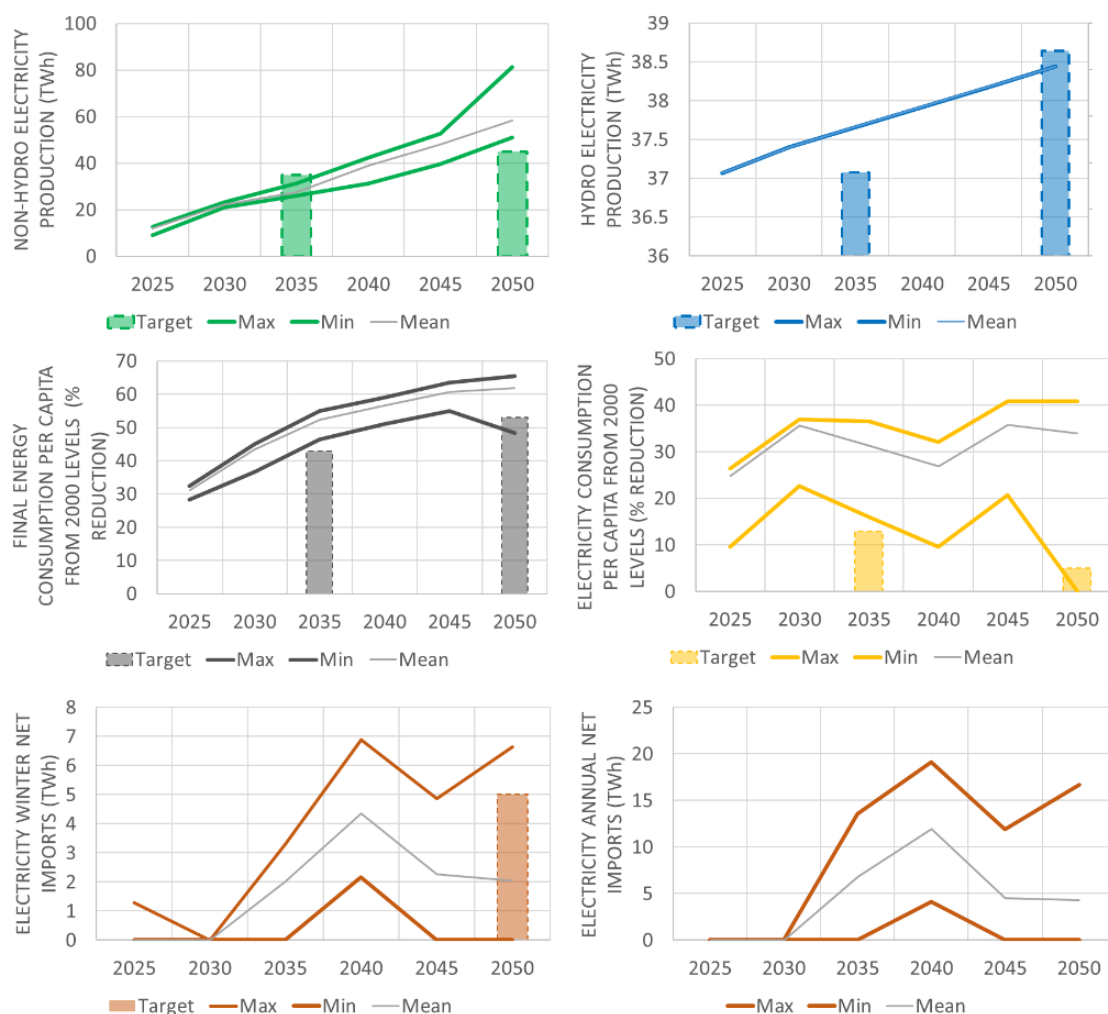 NON-HYDRO ELECTRICITY
PRODUCTION (TWh)
100
80
60
40
20
0
2025 2030 2035 2040 2045 2050
Target Max Min Mean
HYDRO ELECTRICITY
PRODUCTION (TWh)
39
38.5
38
37.5
37
36.5
36
2025 2030 2035 2040 2045 2050
Target Max Min Mean
FINAL ENERGY
CONSUMPTION PER CAPITA
FROM 2000 LEVELS (%
REDUCTION)
70
60
50
40
30
20
10
0
2025 2030 2035 2040 2045 2050
Target Max Min Mean
ELECTRICITY CONSUMPTION
PER CAPITA FROM 2000
LEVELS (% REDUCTION)
50
40
30
20
10
0
2025 2030 2035 2040 2045 2050
Target Max Min Mean
ELECTRICITY WINTER NET
IMPORTS (TWh)
8
7
6
5
4
3
2
1
0
2025 2030 2035 2040 2045 2050
Target Max Min Mean
ELECTRICITY ANNUAL NET
IMPORTS (TWh)
25
20
15
10
5
0
2025 2030 2035 2040 2045 2050
Max Min Mean